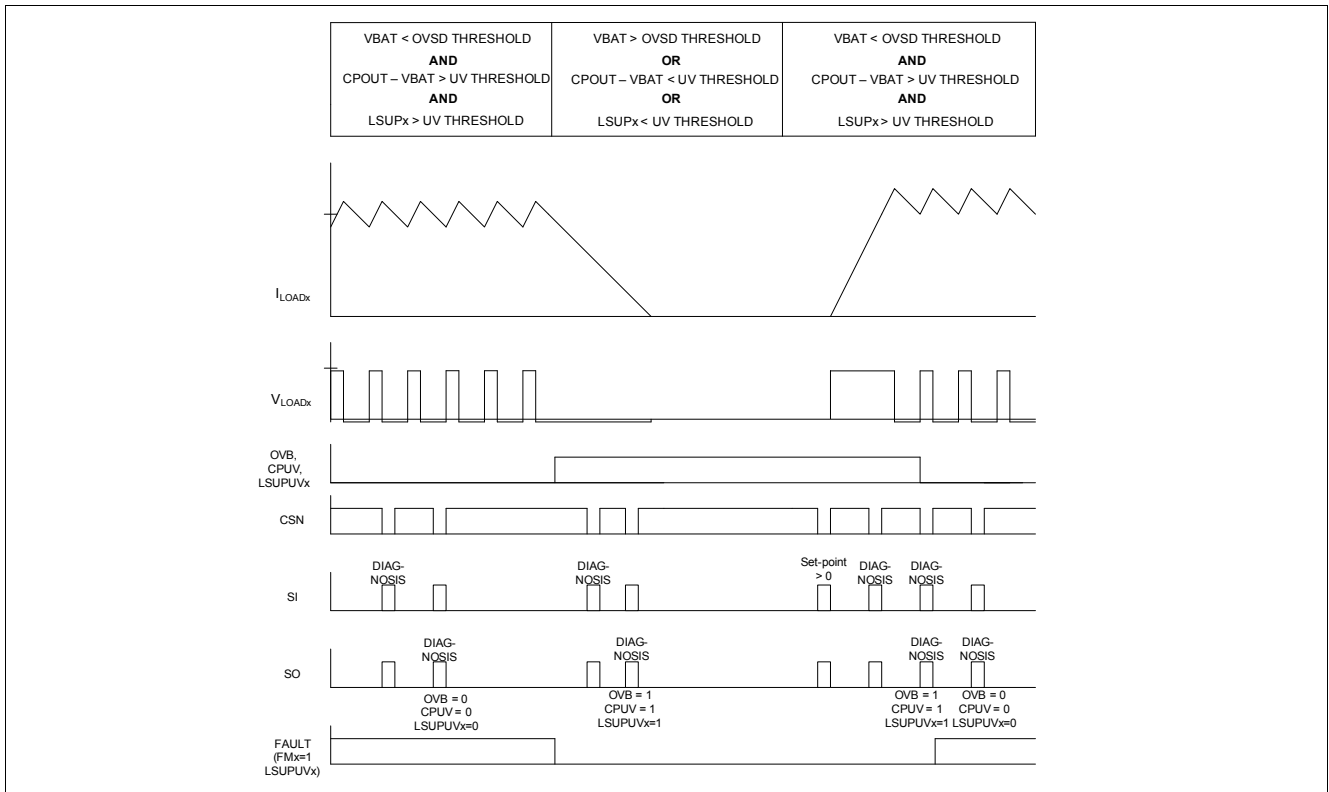 VBAT < OVSD THRESHOLD
AND
CPOUT – VBAT > UV THRESHOLD
AND
LSUPx > UV THRESHOLD
VBAT > OVSD THRESHOLD
OR
CPOUT – VBAT < UV THRESHOLD
OR
LSUPx < UV THRESHOLD
VBAT < OVSD THRESHOLD
AND
CPOUT – VBAT > UV THRESHOLD
AND
LSUPx > UV THRESHOLD
ILOADx
VLOADx
OVB,
CPUV,
LSUPUVx
CSN
DIAG-
NOSIS
DIAG-
NOSIS
Set-point
> 0
DIAG-
NOSIS
DIAG-
NOSIS
SI
DIAG-
NOSIS
DIAG-
NOSIS
DIAG-
NOSIS
DIAG-
NOSIS
SO
OVB = 0
CPUV = 0
LSUPUVx=0
OVB = 1
CPUV = 1
LSUPUVx=1
OVB = 1
CPUV = 1
LSUPUVx=1
OVB = 0
CPUV = 0
LSUPUVx=0
FAULT
(FMx=1
LSUPUVx)